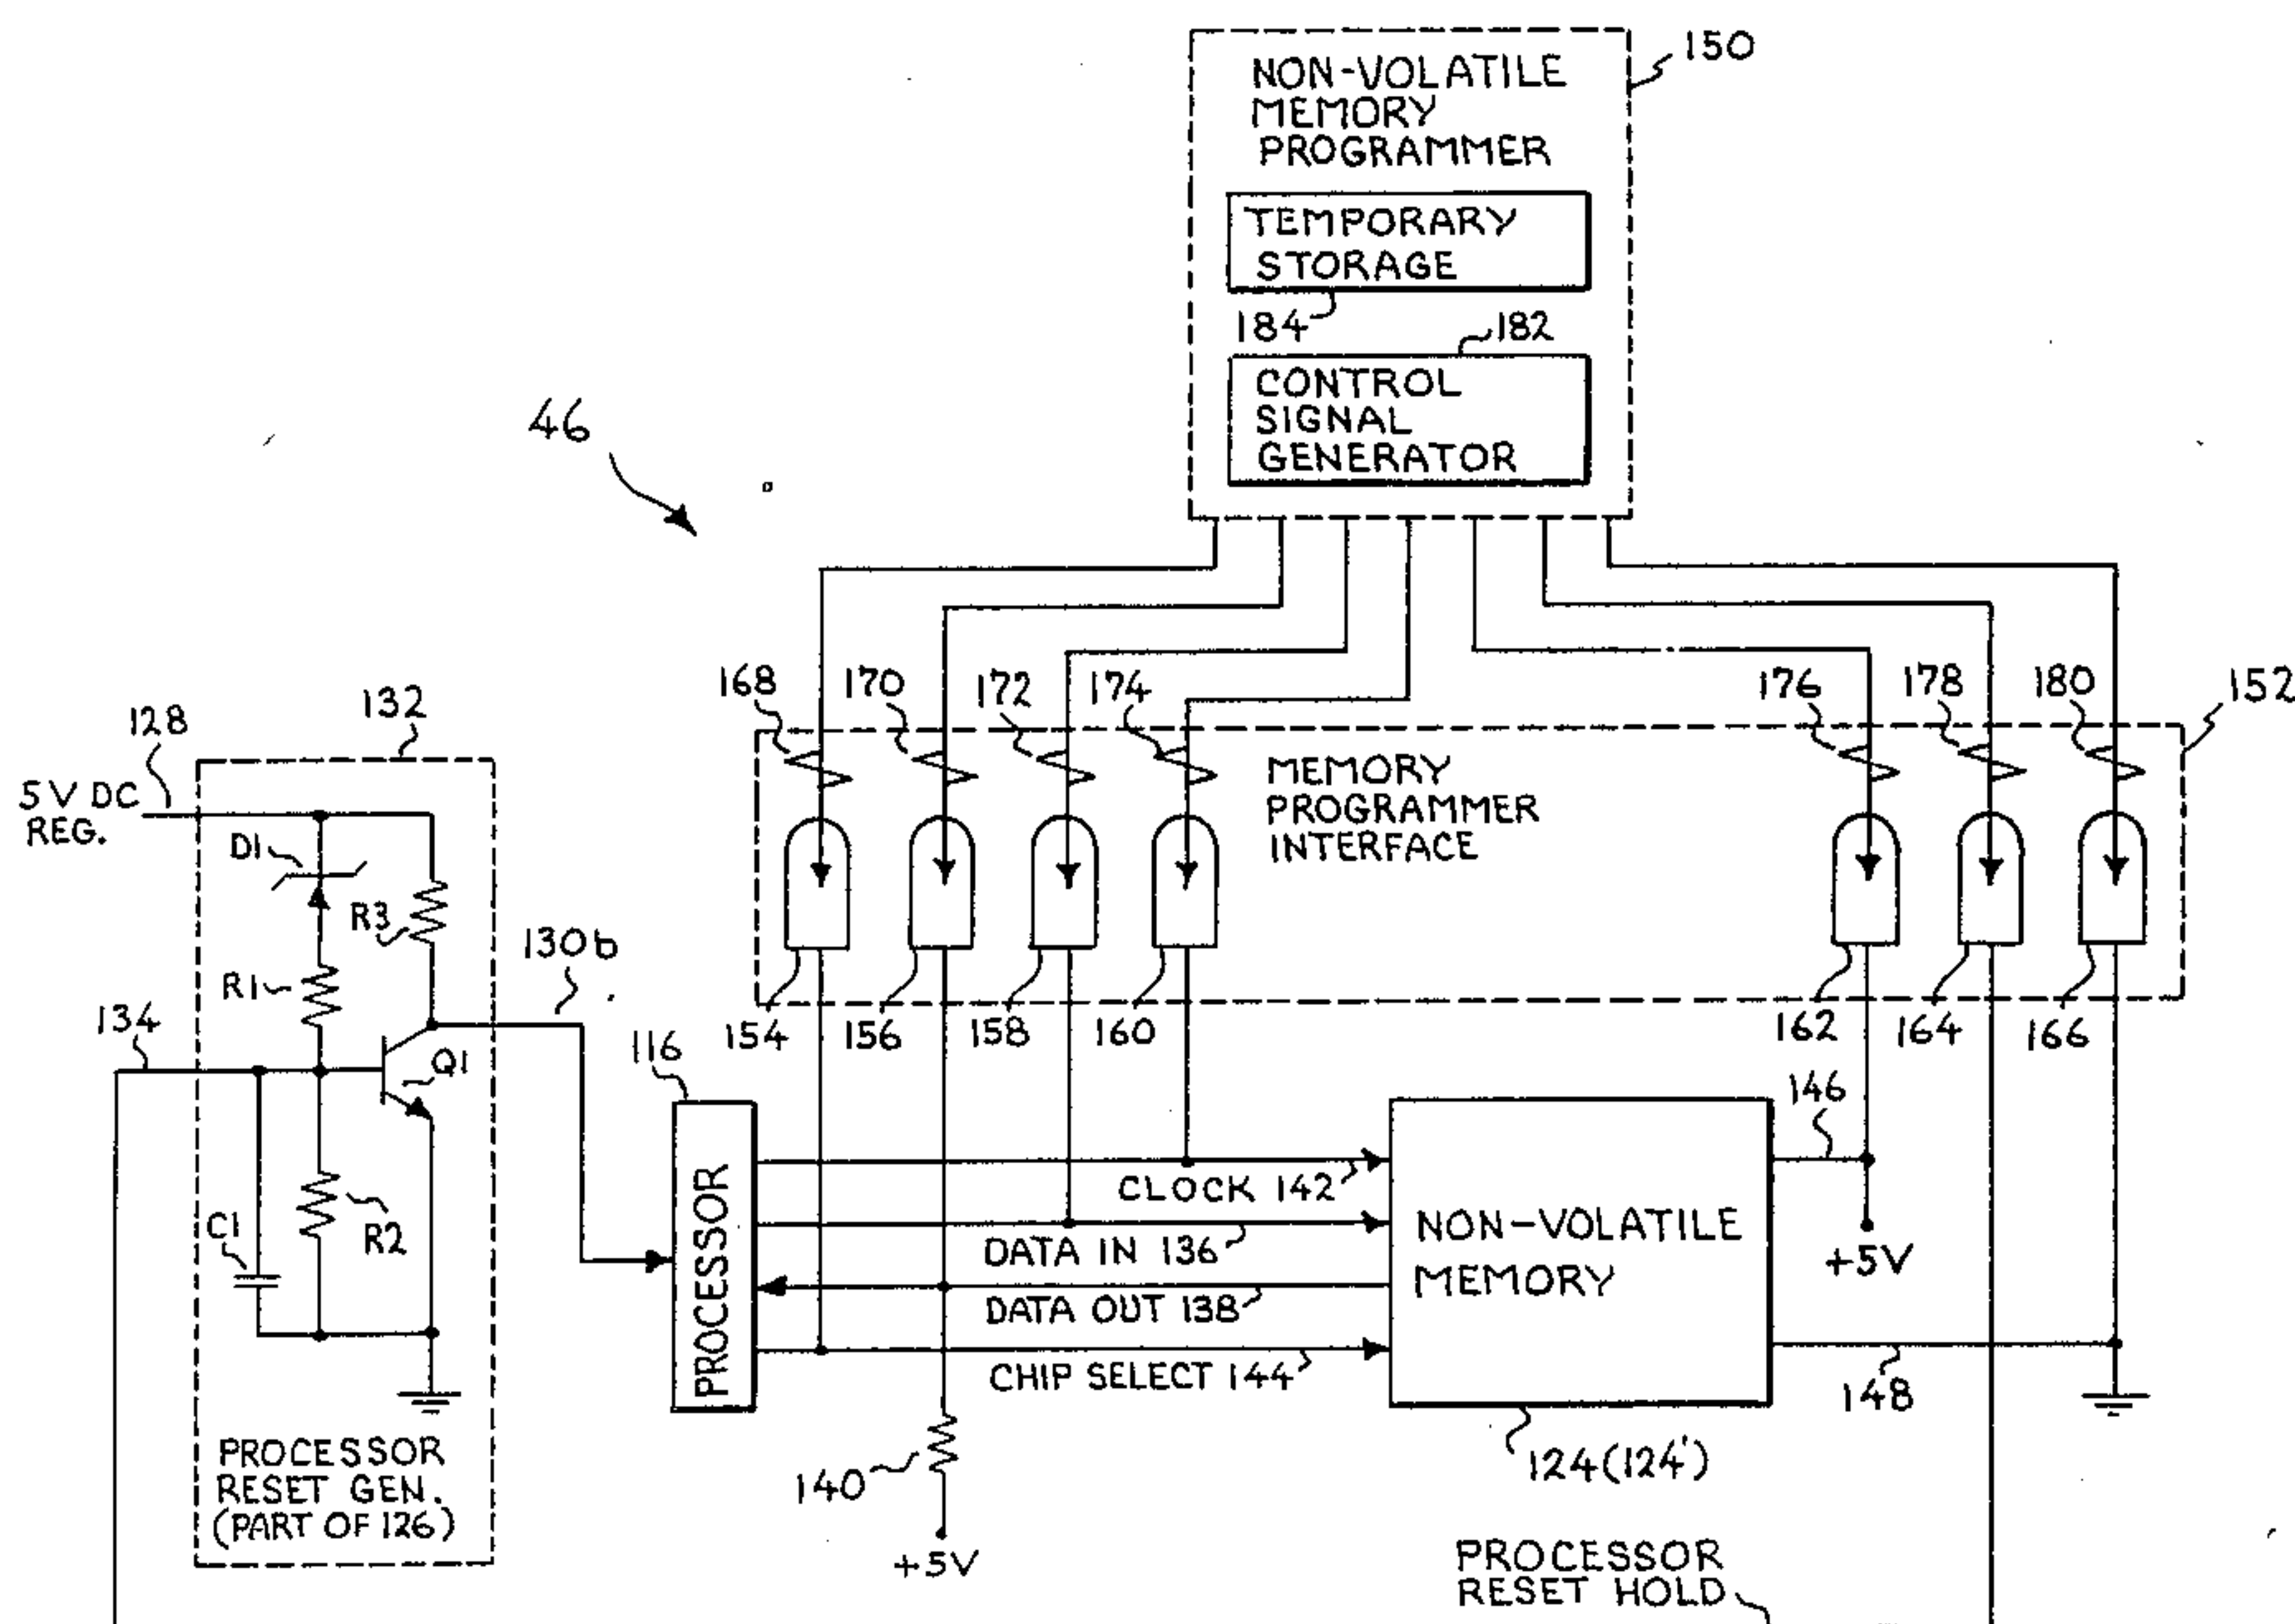 150
NON-VOLATILE
MEMORY
PROGRAMMER
TEMPORARY
STORAGE
184
182
CONTROL
SIGNAL
GENERATOR
46
168
170
172
174
176
178
180
152
132
128
5V DC
REG.
D1
R3
R1
130b
134
Q1
C1
R2
PROCESSOR
RESET GEN.
(PART OF 126)
MEMORY
PROGRAMMER
INTERFACE
154
156
158
160
162
164
166
116
PROCESSOR
CLOCK 142
DATA IN 136
DATA OUT 138
CHIP SELECT 144
NON-VOLATILE
MEMORY
146
+5V
148
124(124')
140
+5V
PROCESSOR
RESET HOLD